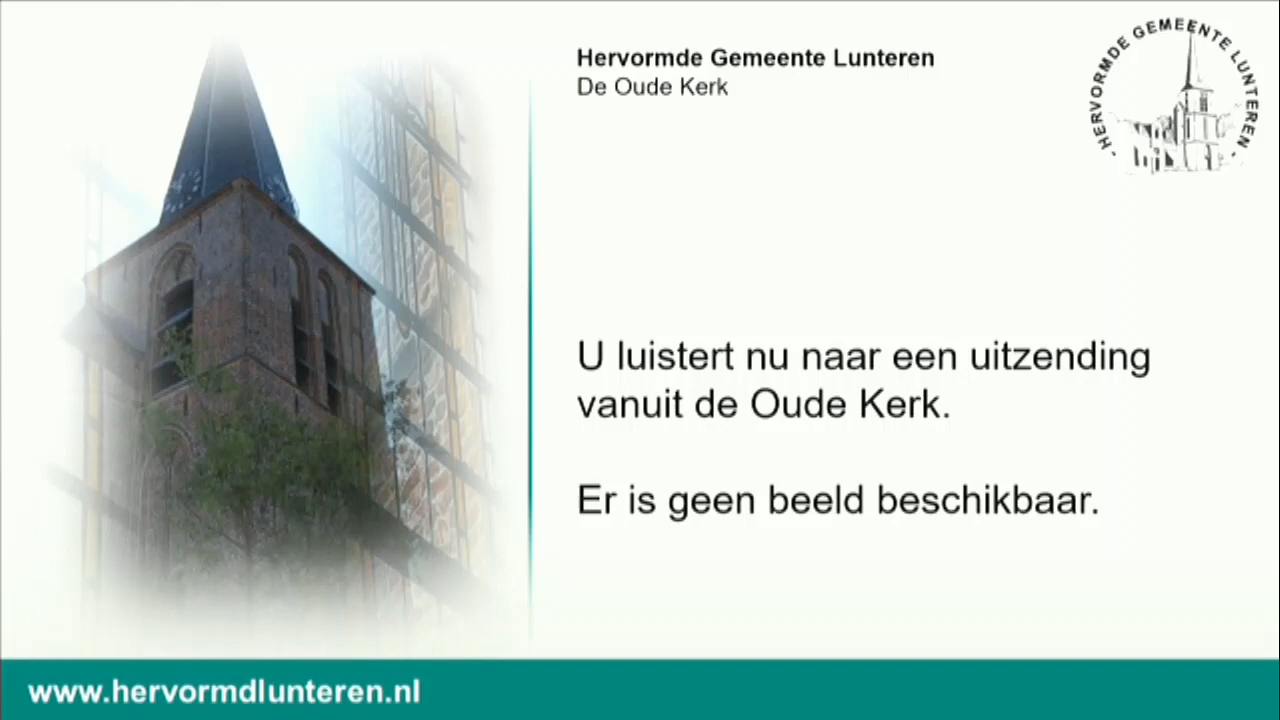 Hervormde Gemeente Lunteren
De Oude Kerk
- HERVORMDE GEMEENTE LUNTEREN -
U luistert nu naar een uitzending
vanuit de Oude Kerk.
Er is geen beeld beschikbaar.
www.hervormdlunteren.nl